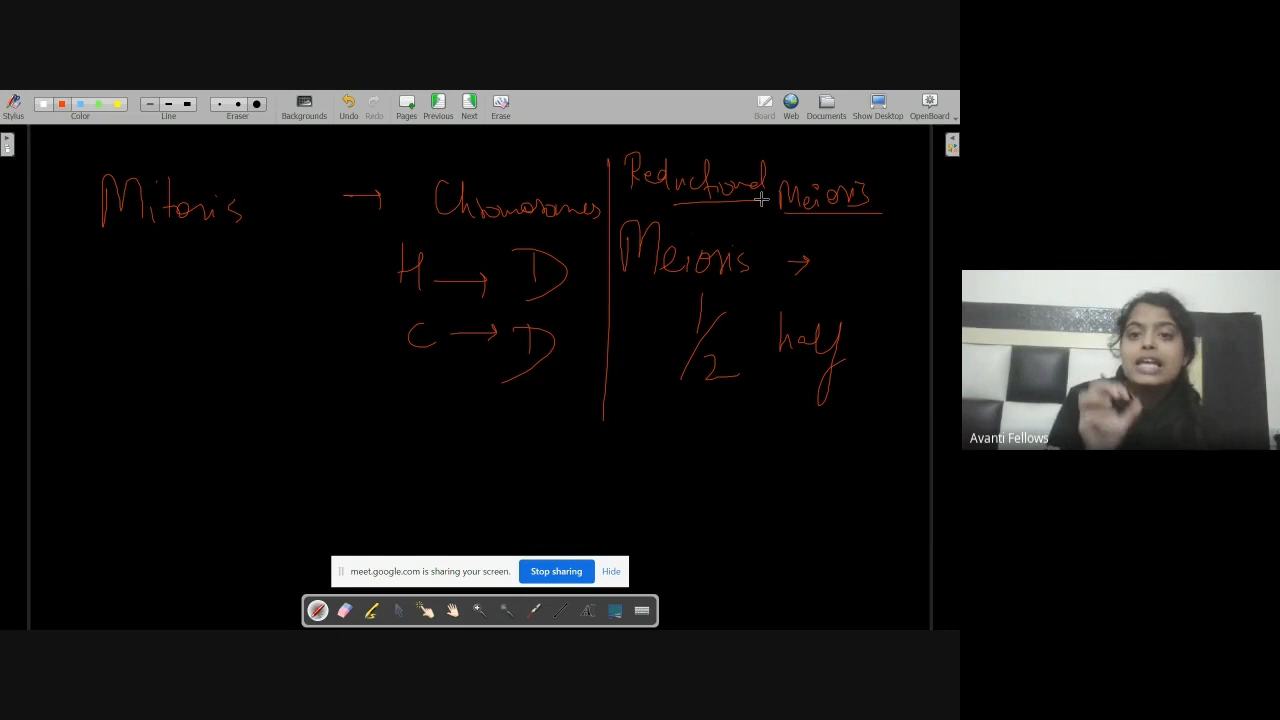 Stylus Color Line Eraser Backgrounds Undo Redo Pages Previous Next Erase Board Web Documents Show Desktop OpenBoard
Mitosis → Chromosomes
H → D
C → D
Reductional Meiosis
Meiosis →
1/2 half
Avanti Fellows
meet.google.com is sharing your screen. Stop sharing Hide